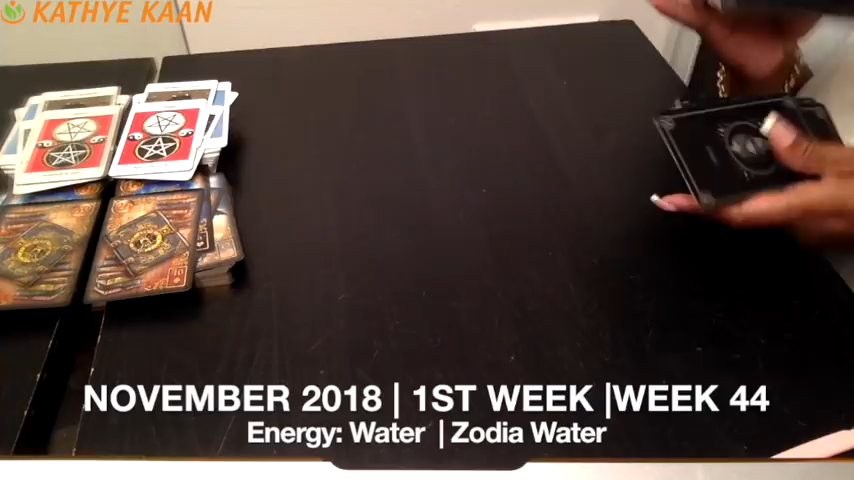 KATHYE KAAN
NOVEMBER 2018 | 1ST WEEK |WEEK 44
Energy: Water | Zodia Water